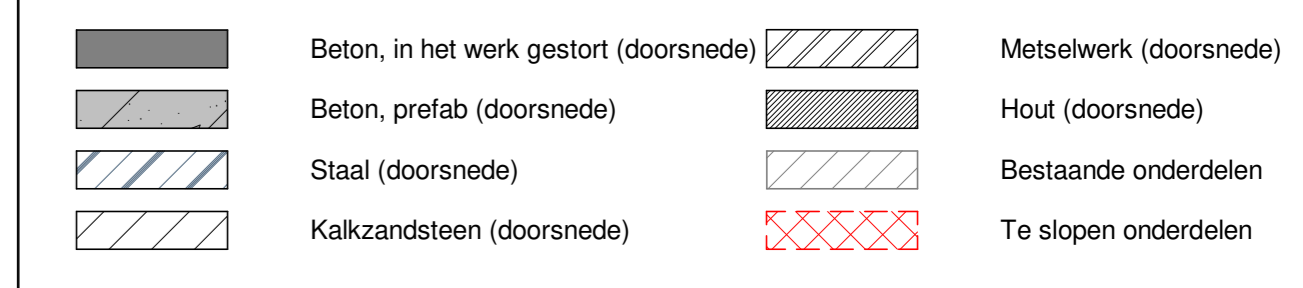 Beton, in het werk gestort (doorsnede)
Beton, prefab (doorsnede)
Staal (doorsnede)
Kalkzandsteen (doorsnede)
Metselwerk (doorsnede)
Hout (doorsnede)
Bestaande onderdelen
Te slopen onderdelen